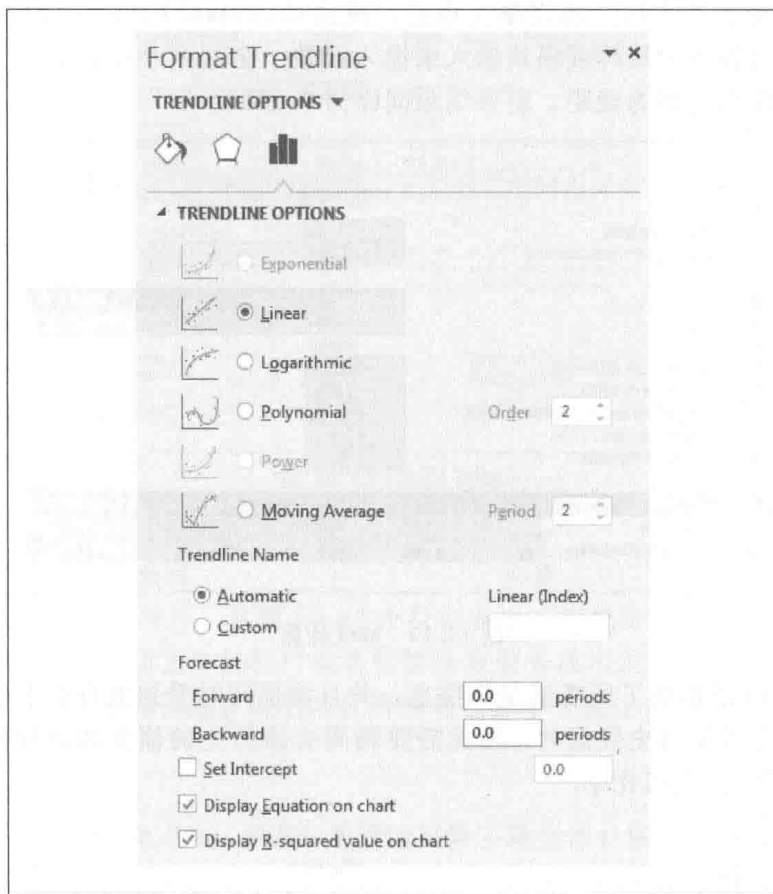 Format Trendline
TRENDLINE OPTIONS
TRENDLINE OPTIONS
Exponential
Linear
Logarithmic
Polynomial Order 2
Power
Moving Average Period 2
Trendline Name
Automatic Linear (Index)
Custom
Forecast
Forward 0.0 periods
Backward 0.0 periods
Set Intercept 0.0
Display Equation on chart
Display R-squared value on chart